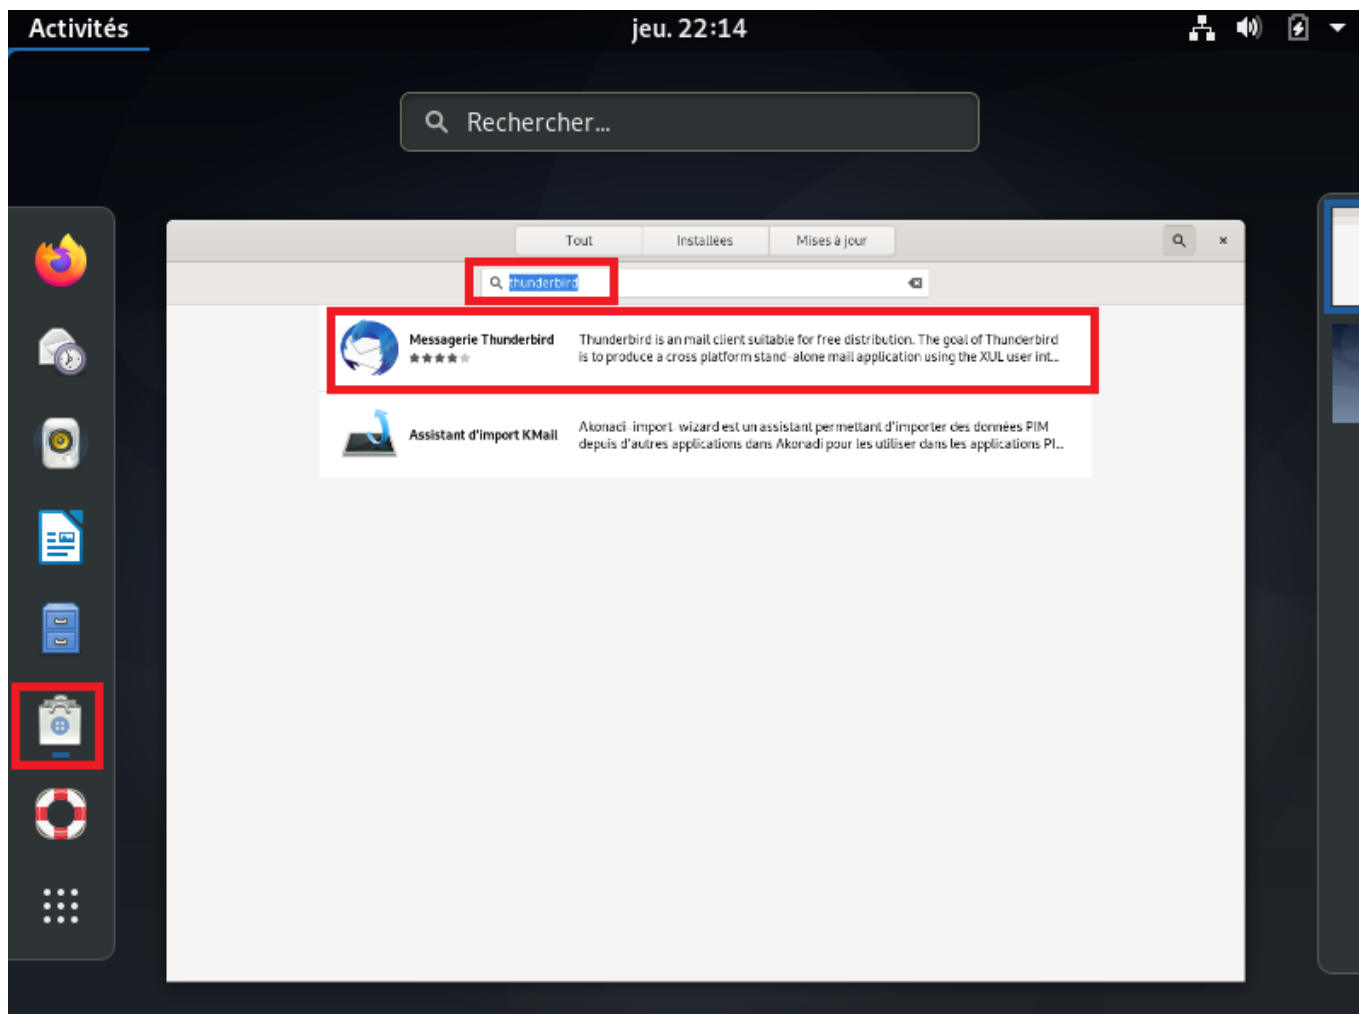 Activités
jeu. 22:14
Rechercher...
Tout
Installées
Mises à jour
thunderbird
Messagerie Thunderbird
Thunderbird is an mail client suitable for free distribution. The goal of Thunderbird
is to produce a cross platform stand-alone mail application using the XUL user int...
Assistant d'import KMail
Akonadi-import-wizard est un assistant permettant d'importer des données PIM
depuis d'autres applications dans Akonadi pour les utiliser dans les applications PI...